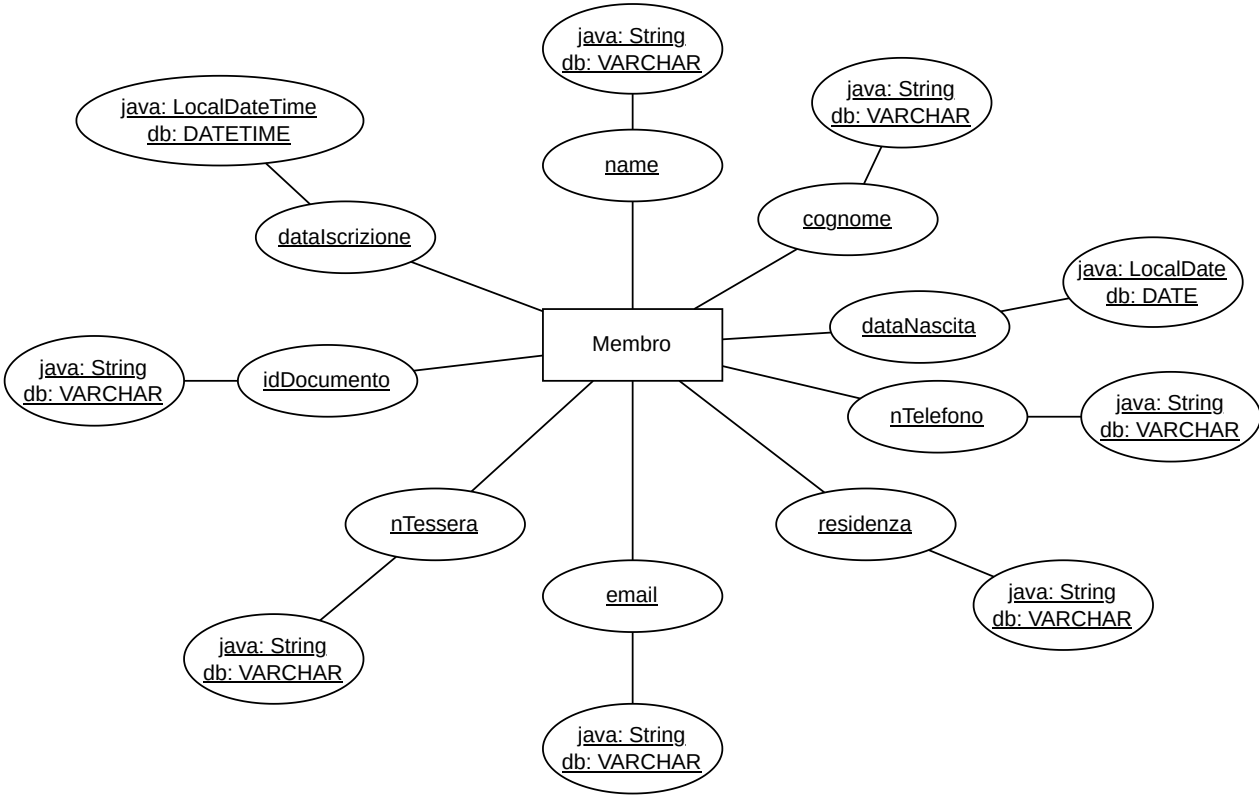 java: String
db: VARCHAR
java: String
db: VARCHAR
java: LocalDateTime
db: DATETIME
name
cognome
dataIscrizione
java: LocalDate
db: DATE
dataNascita
Membro
java: String
db: VARCHAR
idDocumento
nTelefono
java: String
db: VARCHAR
nTessera
residenza
email
java: String
db: VARCHAR
java: String
db: VARCHAR
java: String
db: VARCHAR